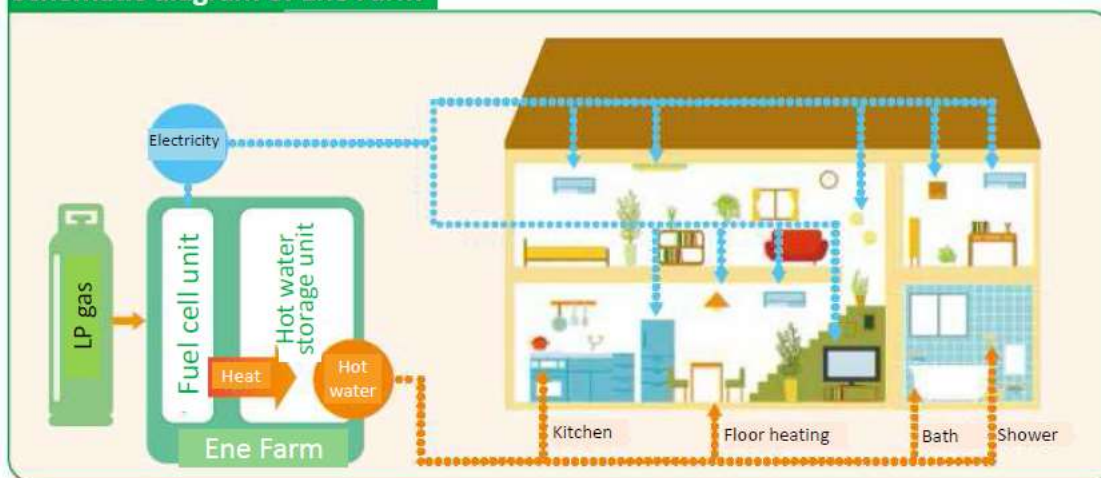 Electricity
LP gas
Fuel cell unit
Hot water
storage unit
Heat
Hot
water
Ene Farm
Kitchen
Floor heating
Bath
Shower